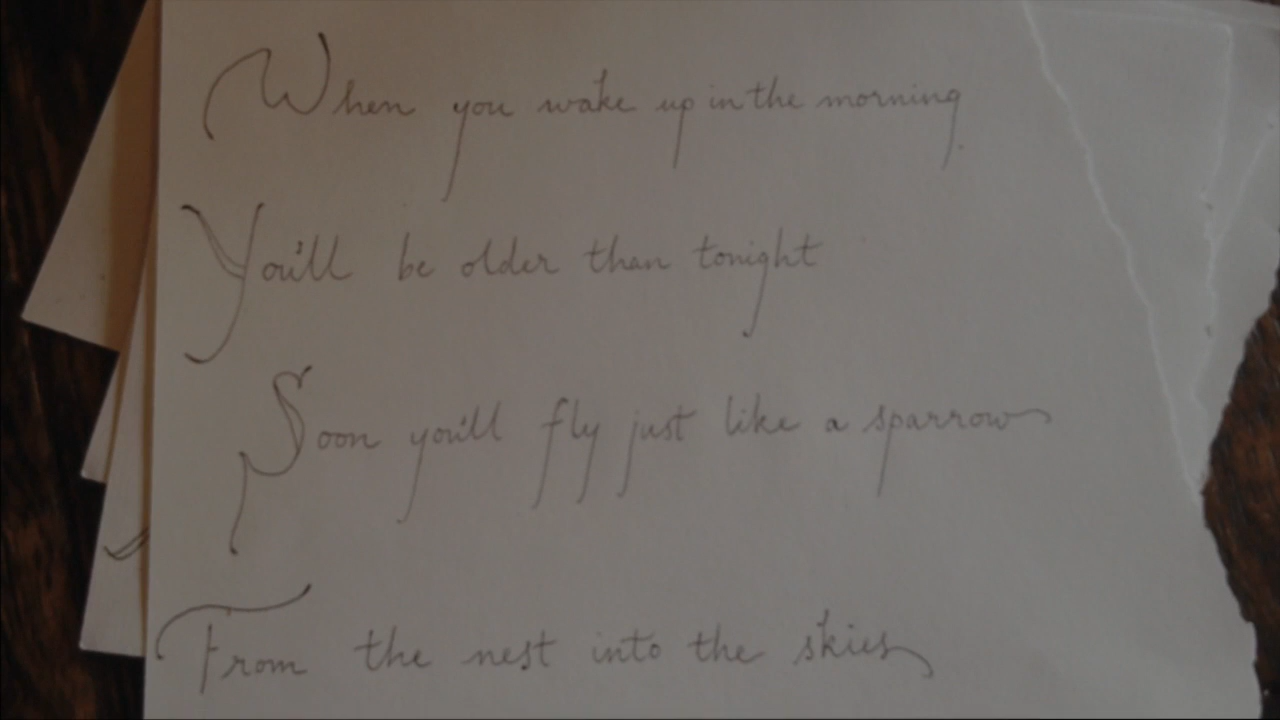 When you wake up in the morning
You'll be older than tonight
Soon you'll fly just like a sparrow
From the nest into the skies